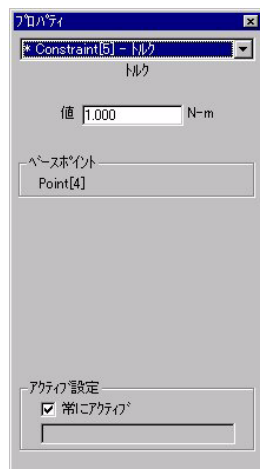 ﾌﾟﾛﾊﾟﾃｨ
* Constraint[5] - ﾄﾙｸ
ﾄﾙｸ
値 1.000 N-m
ﾍﾞｰｽﾎﾟｲﾝﾄ
Point[4]
ｱｸﾃｨﾌﾞ設定
常にｱｸﾃｨﾌﾞ